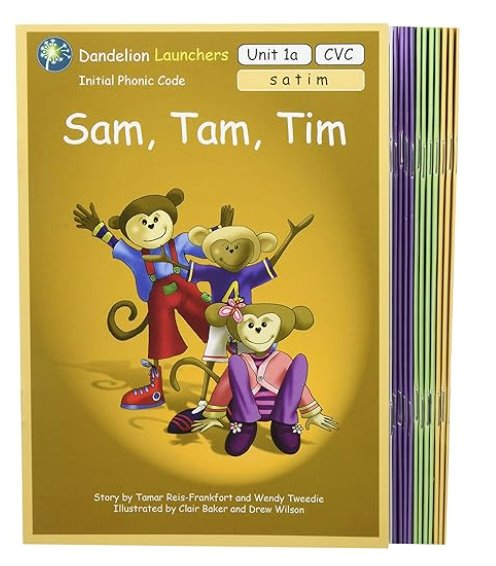 Dandelion Launchers
Unit 1a
CVC
Initial Phonic Code
s a t i m
Sam, Tam, Tim
4
Story by Tamar Reis-Frankfort and Wendy Tweedie
Illustrated by Clair Baker and Drew Wilson